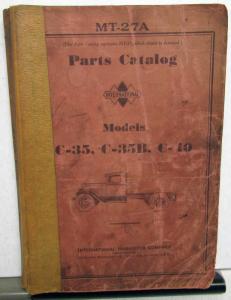 MT-27A
Parts Catalog
INTERNATIONAL
Models
C-35, C-35B, C-40
INTERNATIONAL HARVESTER COMPANY